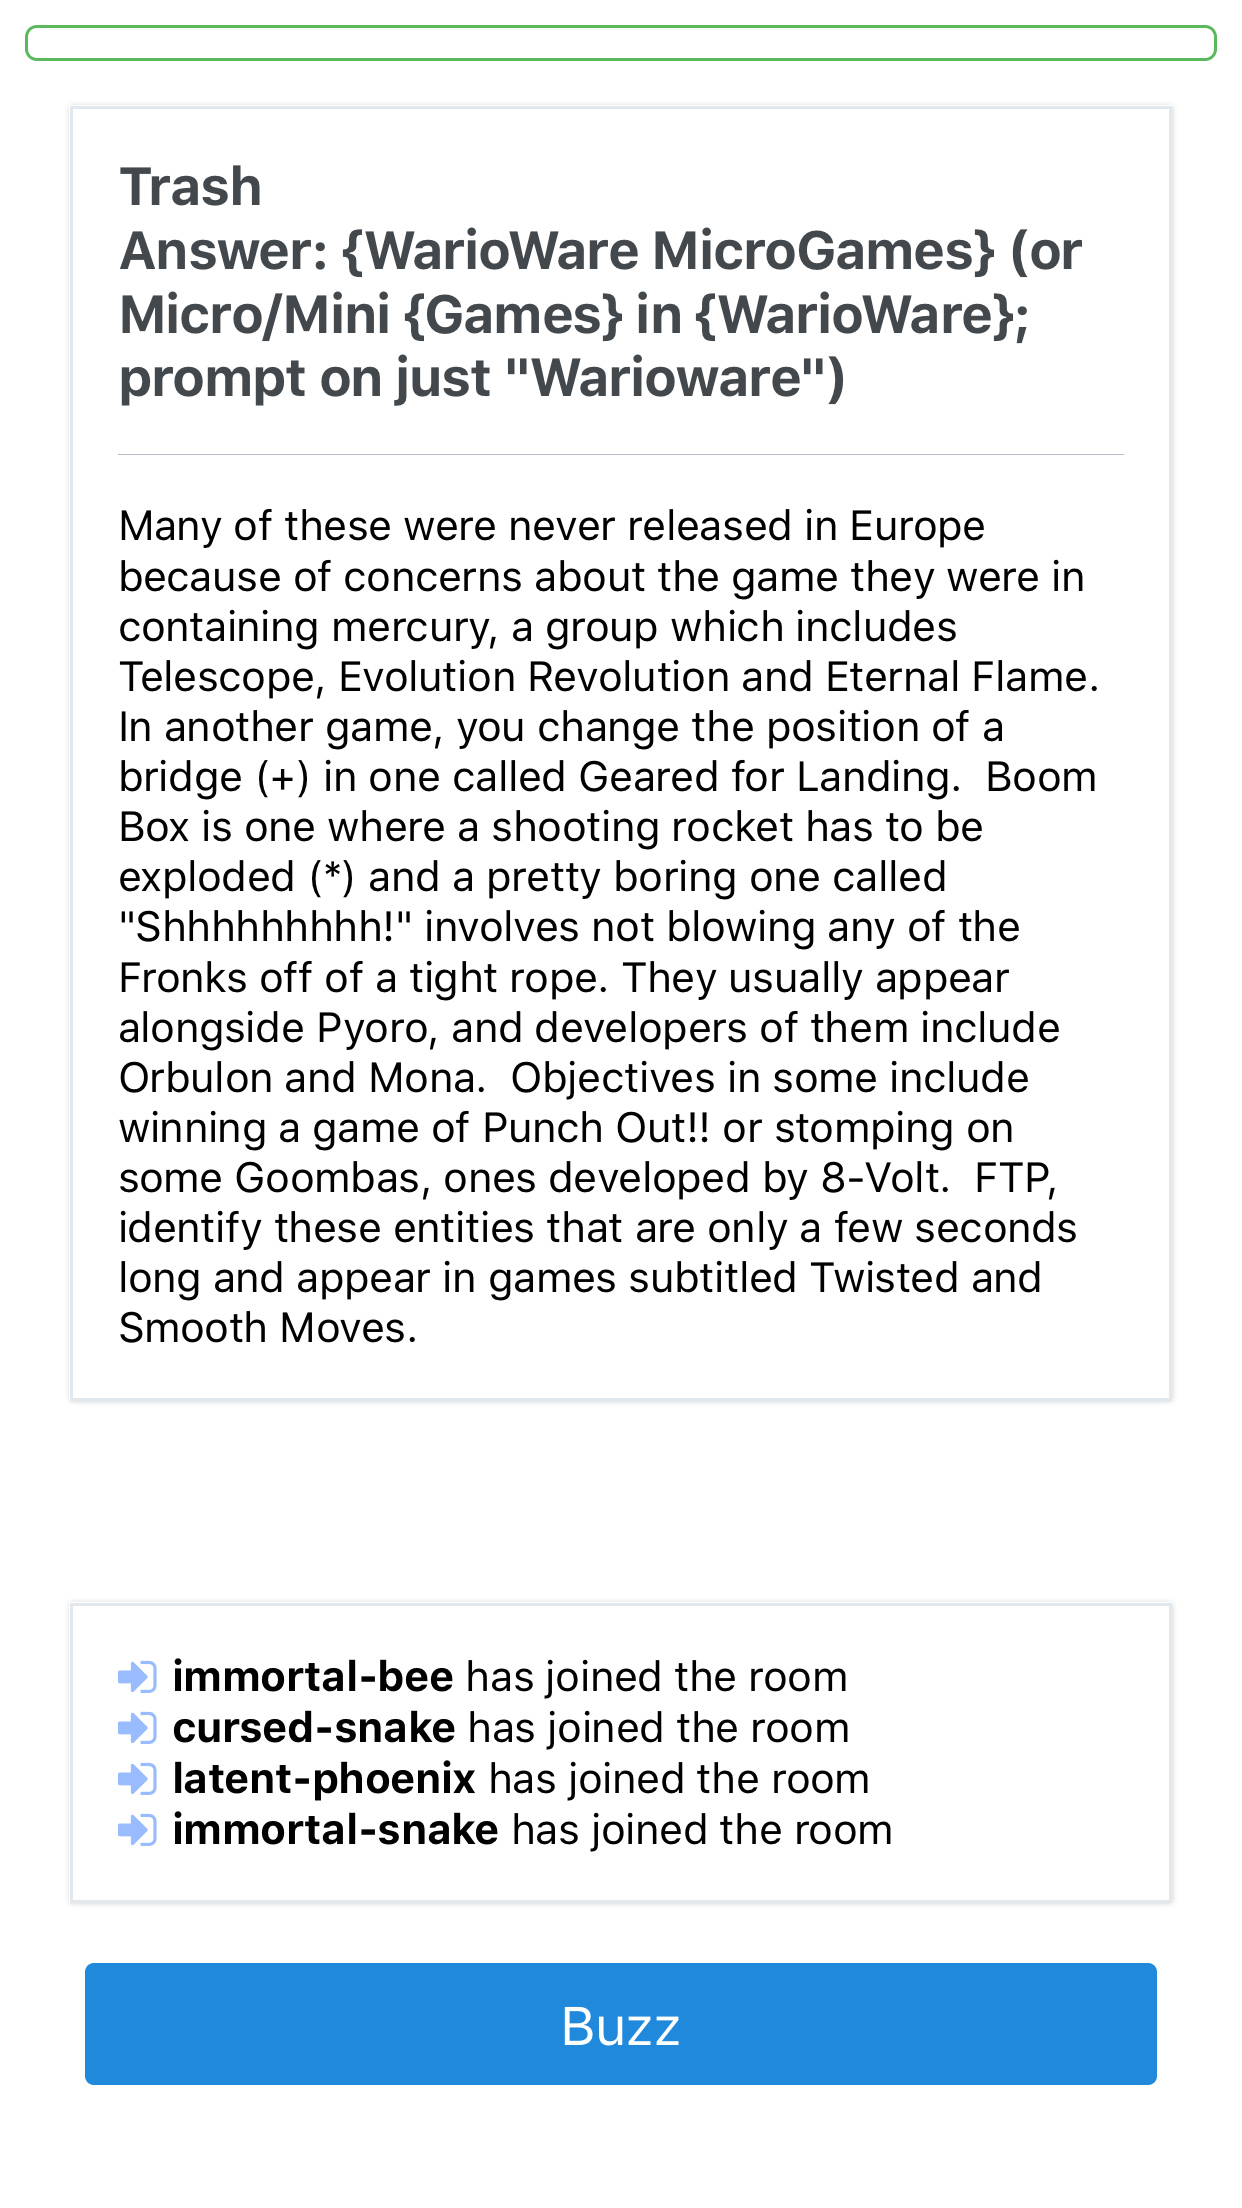 Trash
Answer: {WarioWare MicroGames} (or
Micro/Mini {Games} in {WarioWare};
prompt on just "Warioware")
Many of these were never released in Europe
because of concerns about the game they were in
containing mercury, a group which includes
Telescope, Evolution Revolution and Eternal Flame.
In another game, you change the position of a
bridge (+) in one called Geared for Landing.  Boom
Box is one where a shooting rocket has to be
exploded (*) and a pretty boring one called
"Shhhhhhhhh!" involves not blowing any of the
Fronks off of a tight rope. They usually appear
alongside Pyoro, and developers of them include
Orbulon and Mona.  Objectives in some include
winning a game of Punch Out!! or stomping on
some Goombas, ones developed by 8-Volt.  FTP,
identify these entities that are only a few seconds
long and appear in games subtitled Twisted and
Smooth Moves.
immortal-bee has joined the room
cursed-snake has joined the room
latent-phoenix has joined the room
immortal-snake has joined the room
Buzz